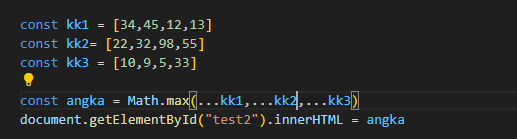 const kk1 = [34,45,12,13]
const kk2= [22,32,98,55]
const kk3 = [10,9,5,33]
const angka = Math.max(...kk1,...kk2,...kk3)
document.getElementById("test2").innerHTML = angka